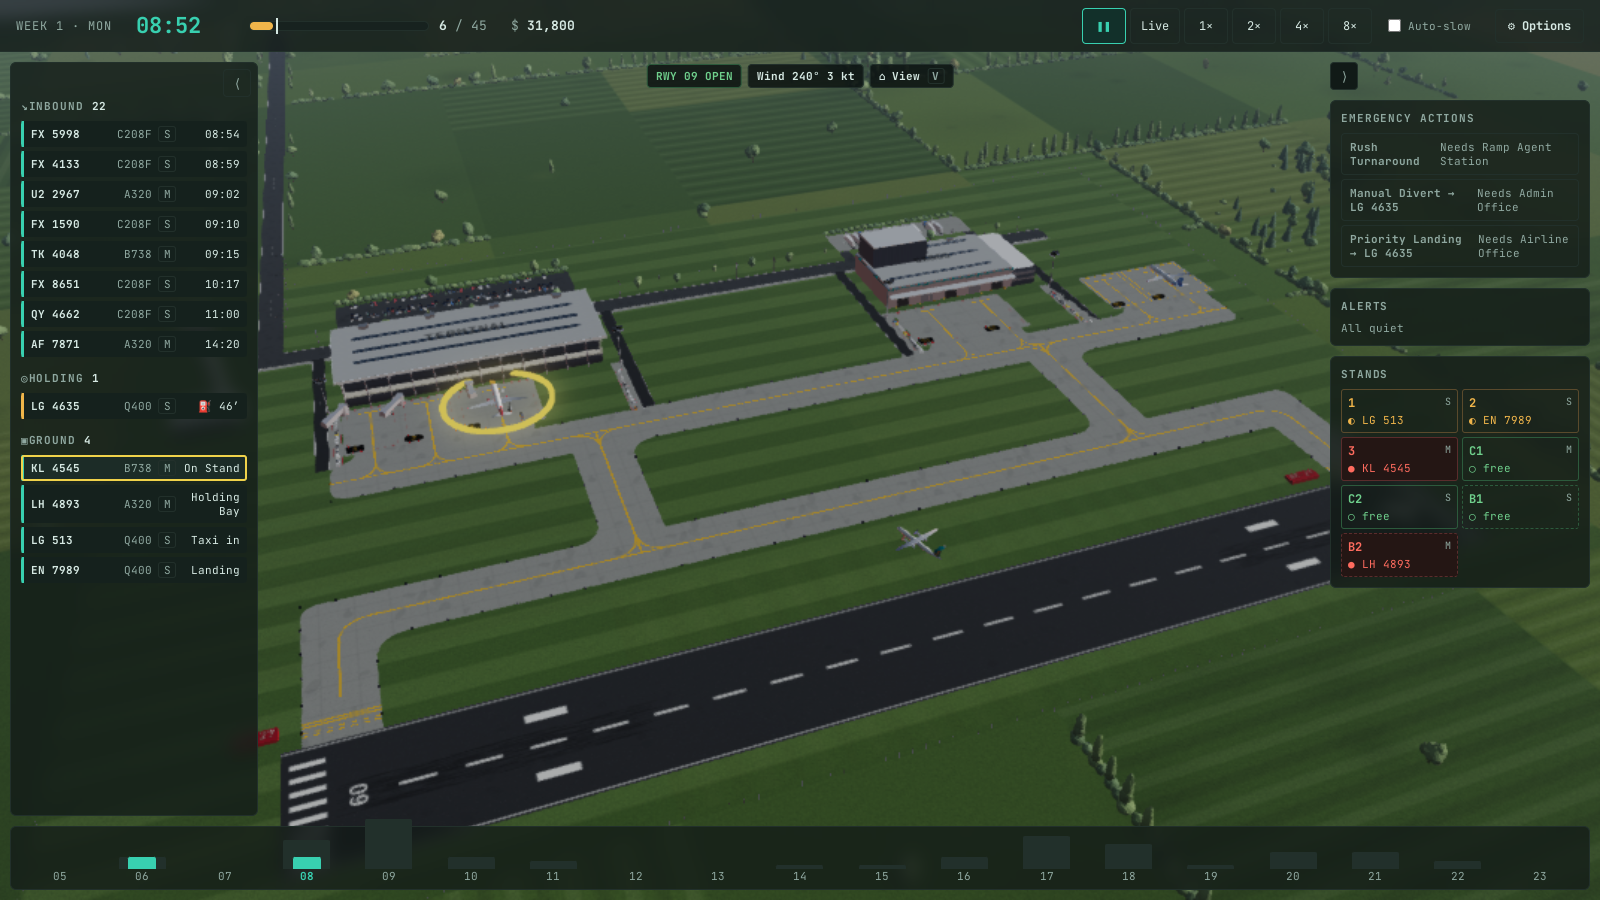 WEEK 1 · MON 08:52 6 / 45 $ 31,800 Live 1× 2× 4× 8× Auto-slow ⚙ Options
RWY 09 OPEN Wind 240° 3 kt ⌂ View V
↘INBOUND 22
FX 5998 C208F S 08:54
FX 4133 C208F S 08:59
U2 2967 A320 M 09:02
FX 1590 C208F S 09:10
TK 4048 B738 M 09:15
FX 8651 C208F S 10:17
QY 4662 C208F S 11:00
AF 7871 A320 M 14:20
◎HOLDING 1
LG 4635 Q400 S ⛽ 46′
▣GROUND 4
KL 4545 B738 M On Stand
LH 4893 A320 M Holding
Bay
LG 513 Q400 S Taxi in
EN 7989 Q400 S Landing
TERMINAL
09
EMERGENCY ACTIONS
Rush Turnaround
Needs Ramp Agent Station
Manual Divert → LG 4635
Needs Admin Office
Priority Landing → LG 4635
Needs Airline Office
ALERTS
All quiet
STANDS
1 S
◐ LG 513
2 S
◐ EN 7989
3 M
● KL 4545
C1 M
○ free
C2 S
○ free
B1 S
○ free
B2 M
● LH 4893
05 06 07 08 09 10 11 12 13 14 15 16 17 18 19 20 21 22 23